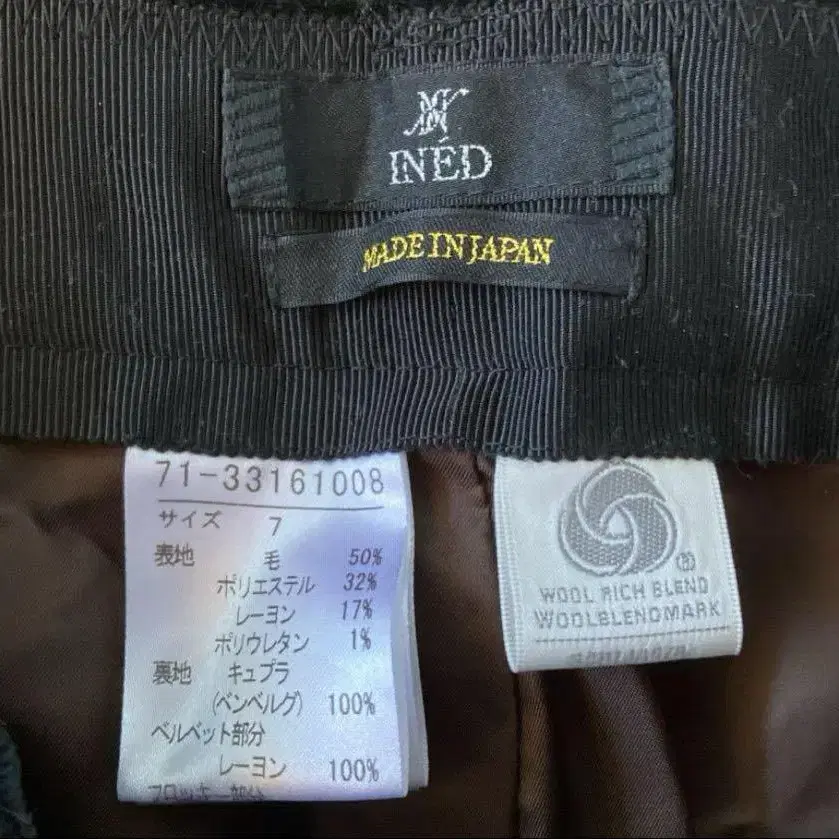 INÉD
MADE IN JAPAN
71-33161008
サイズ 7
表地 毛 50%
ポリエステル 32%
レーヨン 17%
ポリウレタン 1%
裏地 キュプラ
(ベンベルグ) 100%
ベルベット部分
レーヨン 100%
WOOL RICH BLEND
WOOLBLENDMARK